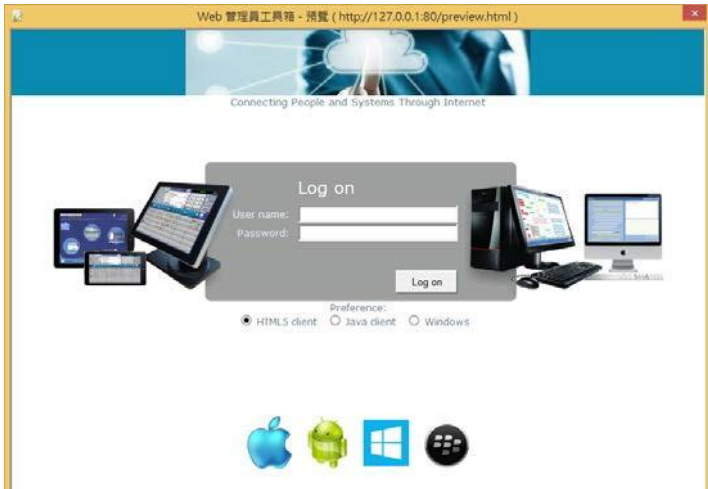 Web 管理員工具箱 - 預覽 ( http://127.0.0.1:80/preview.html )
Connecting People and Systems Through Internet
Log on
User name:
Password:
Log on
Preference:
HTML5 client Java client Windows